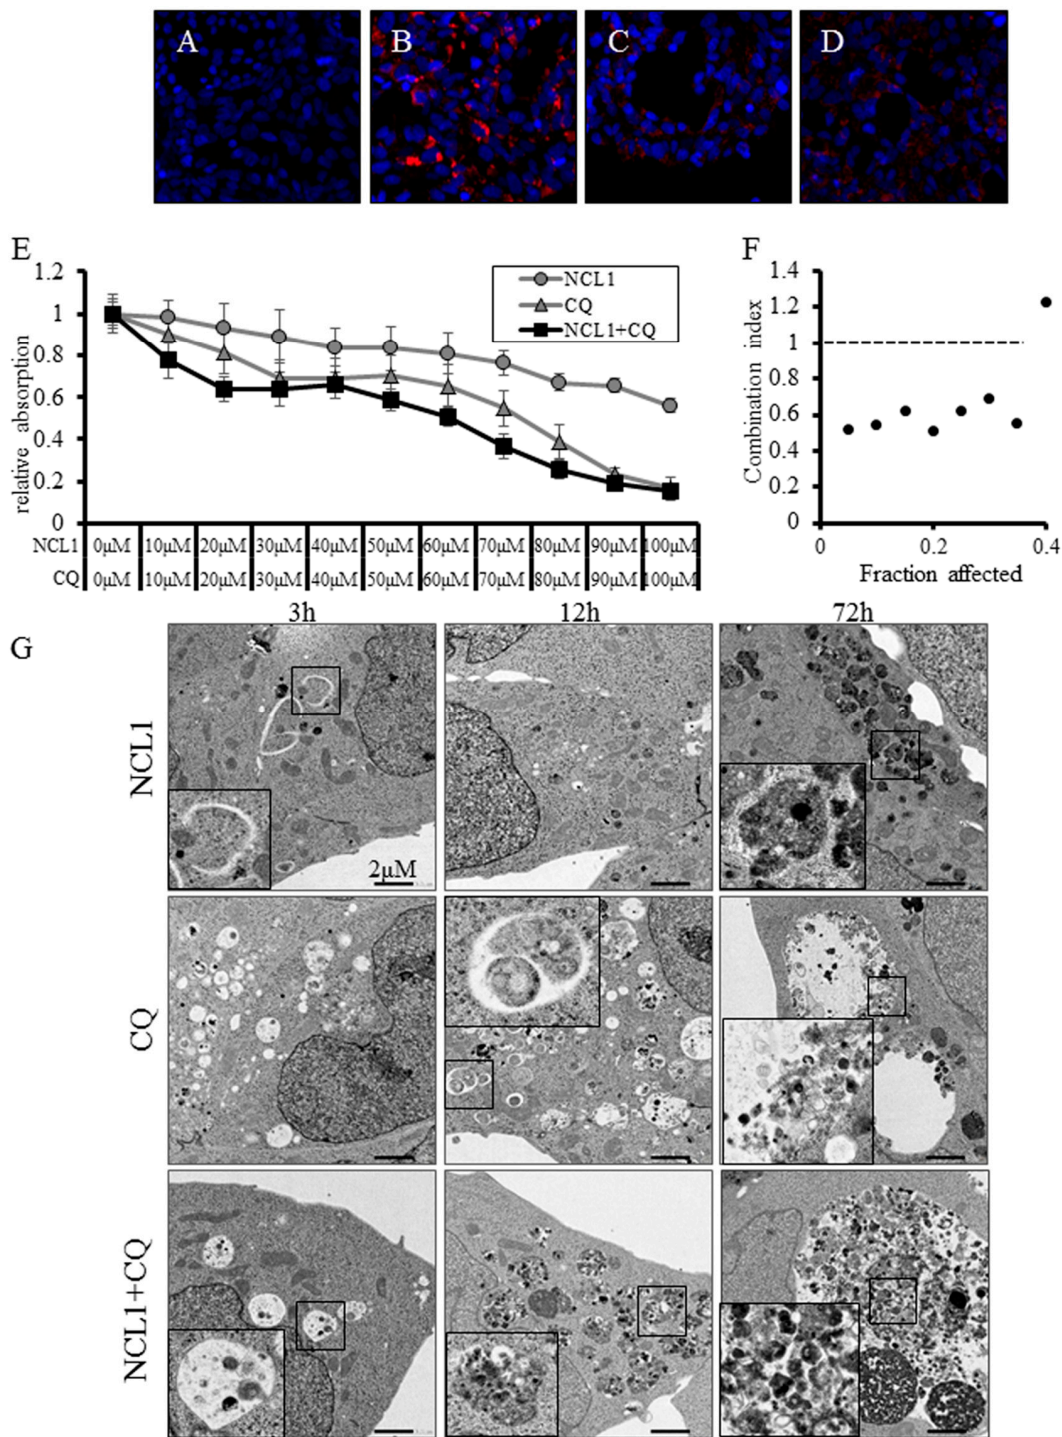 A B C D
E
1.2
1
0.8
0.6
0.4
0.2
0
relative absorption
NCL1
CQ
NCL1+CQ
NCL1 0μM 10μM 20μM 30μM 40μM 50μM 60μM 70μM 80μM 90μM 100μM
CQ 0μM 10μM 20μM 30μM 40μM 50μM 60μM 70μM 80μM 90μM 100μM
F
1.4
1.2
1
0.8
0.6
0.4
0.2
0
Combination index
0 0.2 0.4
Fraction affected
G
3h 12h 72h
NCL1
2μM
CQ
NCL1+CQ